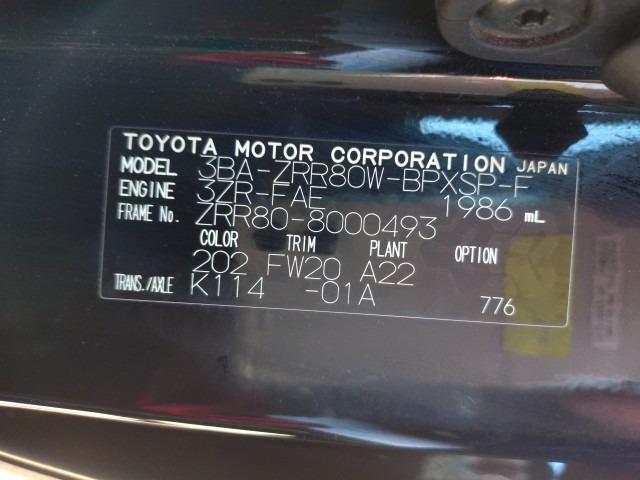 TOYOTA MOTOR CORPORATION JAPAN
MODEL 3BA-ZRR80W-BPXSP-F
ENGINE 3ZR-FAE 1986 mL
FRAME No. ZRR80-8000493
COLOR TRIM PLANT OPTION
202 FW20 A22
TRANS./AXLE K114 -01A 776